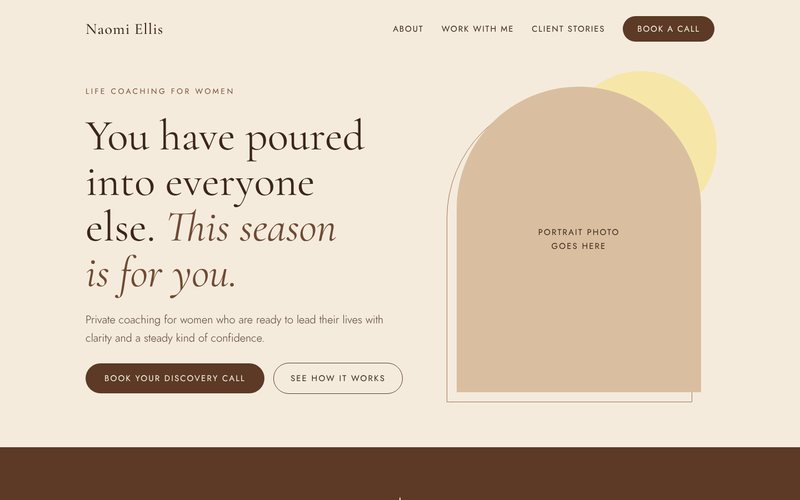 Naomi Ellis
ABOUT
WORK WITH ME
CLIENT STORIES
BOOK A CALL
LIFE COACHING FOR WOMEN
You have poured
into everyone
else. This season
is for you.
Private coaching for women who are ready to lead their lives with
clarity and a steady kind of confidence.
BOOK YOUR DISCOVERY CALL
SEE HOW IT WORKS
PORTRAIT PHOTO
GOES HERE